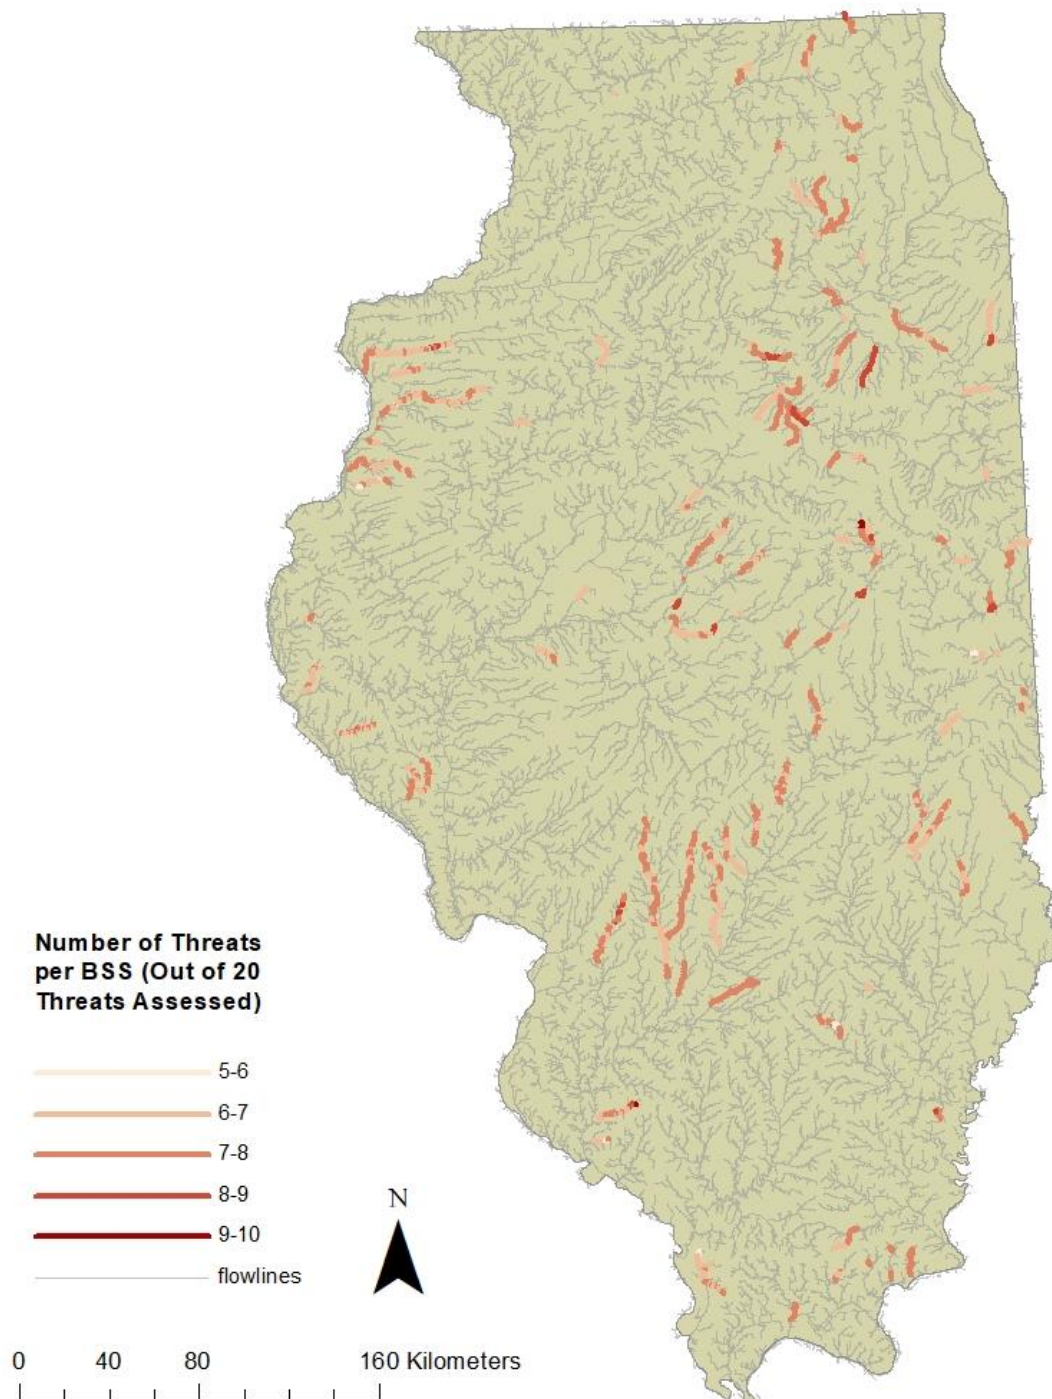 Number of Threats
per BSS (Out of 20
Threats Assessed)
5-6
6-7
7-8
8-9
9-10
flowlines
N
0 40 80 160 Kilometers